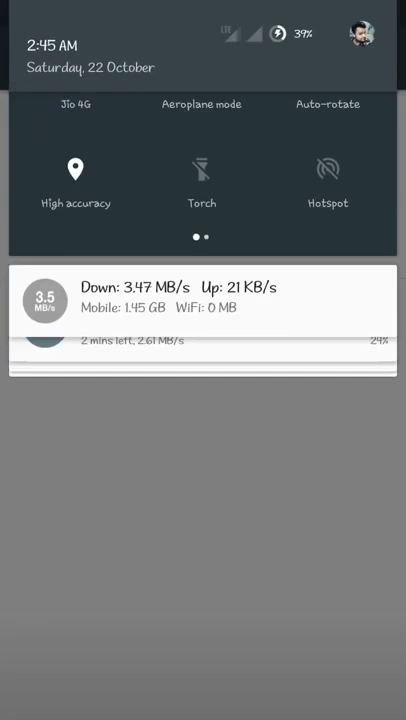 LTE
39%
2:45 AM
Saturday, 22 October
Jio 4G
Aeroplane mode
Auto-rotate
High accuracy
Torch
Hotspot
3.5
MB/s
Down: 3.47 MB/s Up: 21 KB/s
Mobile: 1.45 GB WiFi: 0 MB
2 mins left, 2.61 MB/s
24%